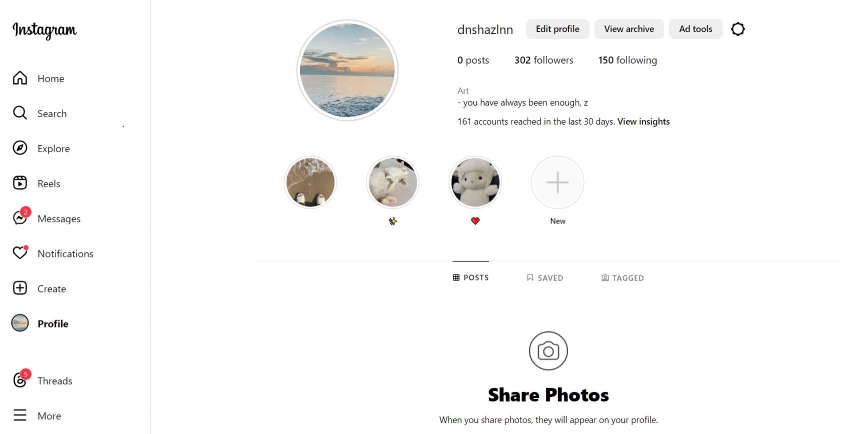 Instagram
Home
Search
Explore
Reels
2
Messages
Notifications
Create
Profile
5
Threads
More
dnshazlnn
Edit profile
View archive
Ad tools
0 posts 302 followers 150 following
Art
- you have always been enough, z
161 accounts reached in the last 30 days. View insights
New
POSTS SAVED TAGGED
Share Photos
When you share photos, they will appear on your profile.